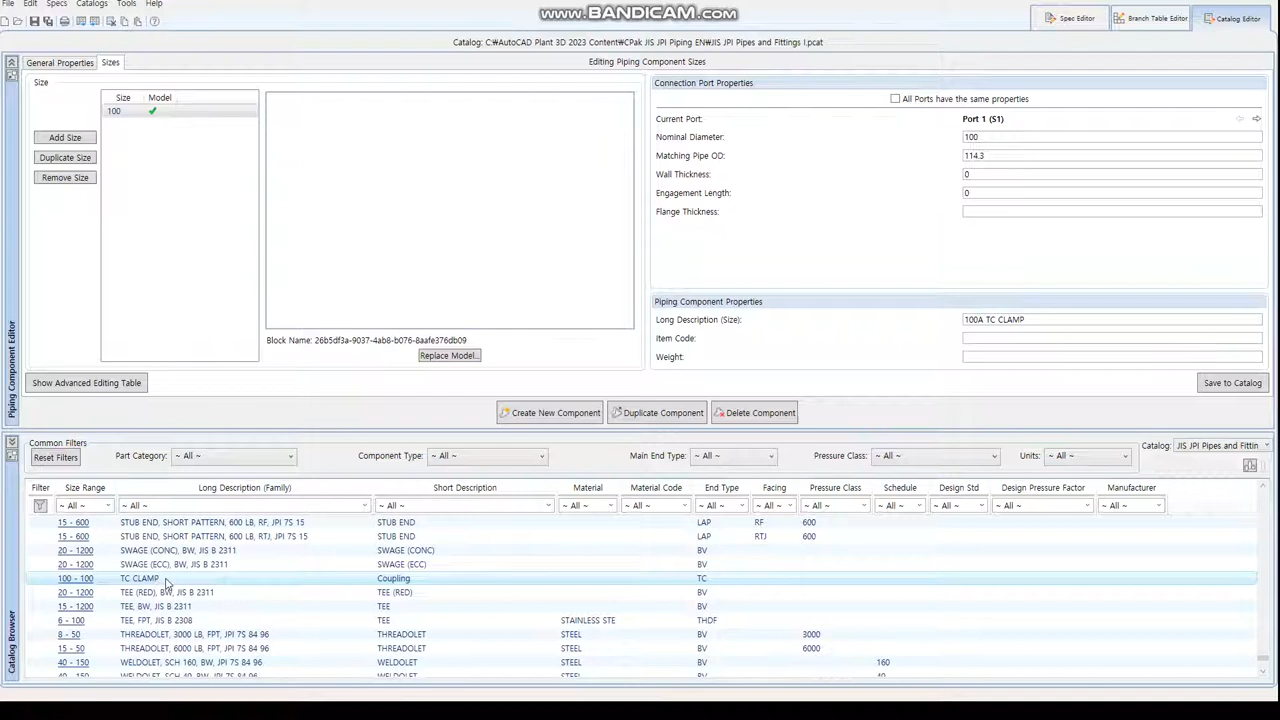 File Edit Specs Catalogs Tools Help
www.BANDICAM.com
Spec Editor Branch Table Editor Catalog Editor
Catalog: C:₩AutoCAD Plant 3D 2023 Content₩CPak JIS JPI Piping EN₩JIS JPI Pipes and Fittings I.pcat
General Properties Sizes Editing Piping Component Sizes
Size
Size Model
100
Add Size
Duplicate Size
Remove Size
Block Name: 26b5df3a-9037-4ab8-b076-8aafe376db09
Replace Model...
Connection Port Properties
All Ports have the same properties
Current Port: Port 1 (S1)
Nominal Diameter: 100
Matching Pipe OD: 114.3
Wall Thickness: 0
Engagement Length: 0
Flange Thickness:
Piping Component Properties
Long Description (Size): 100A TC CLAMP
Item Code:
Weight:
Piping Component Editor
Show Advanced Editing Table Save to Catalog
Create New Component Duplicate Component Delete Component
Common Filters Catalog: JIS JPI Pipes and Fittin
Reset Filters Part Category: ~ All ~ Component Type: ~ All ~ Main End Type: ~ All ~ Pressure Class: ~ All ~ Units: ~ All ~
Catalog Browser
Filter Size Range Long Description (Family) Short Description Material Material Code End Type Facing Pressure Class Schedule Design Std Design Pressure Factor Manufacturer
~ All ~ ~ All ~ ~ All ~ ~ All ~ ~ All ~ ~ All ~ ~ All ~ ~ All ~ ~ All ~ ~ All ~ ~ All ~ ~ All ~
15 - 600 STUB END, SHORT PATTERN, 600 LB, RF, JPI 7S 15 STUB END LAP RF 600
15 - 600 STUB END, SHORT PATTERN, 600 LB, RTJ, JPI 7S 15 STUB END LAP RTJ 600
20 - 1200 SWAGE (CONC), BW, JIS B 2311 SWAGE (CONC) BV
20 - 1200 SWAGE (ECC), BW, JIS B 2311 SWAGE (ECC) BV
100 - 100 TC CLAMP Coupling TC
20 - 1200 TEE (RED), BW, JIS B 2311 TEE (RED) BV
15 - 1200 TEE, BW, JIS B 2311 TEE BV
6 - 100 TEE, FPT, JIS B 2308 TEE STAINLESS STE THDF
8 - 50 THREADOLET, 3000 LB, FPT, JPI 7S 84 96 THREADOLET STEEL BV 3000
15 - 50 THREADOLET, 6000 LB, FPT, JPI 7S 84 96 THREADOLET STEEL BV 6000
40 - 150 WELDOLET, SCH 160, BW, JPI 7S 84 96 WELDOLET STEEL BV 160
40 - 150 WELDOLET, SCH 40, BW, JPI 7S 84 96 WELDOLET STEEL BV 40